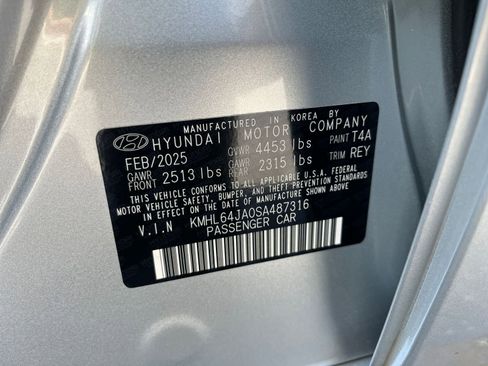 MANUFACTURED IN KOREA BY
HYUNDAI MOTOR COMPANY
FEB/2025 GVWR 4453 lbs PAINT T4A
GAWR FRONT 2513 lbs GAWR REAR 2315 lbs TRIM REY
THIS VEHICLE CONFORMS TO ALL APPLICABLE U.S.A. FEDERAL
MOTOR VEHICLE SAFETY, BUMPER, AND THEFT PREVENTION
STANDARDS IN EFFECT ON THE DATE OF MANUFACTURE SHOWN ABOVE.
V.I.N KMHL64JA0SA487316
PASSENGER CAR